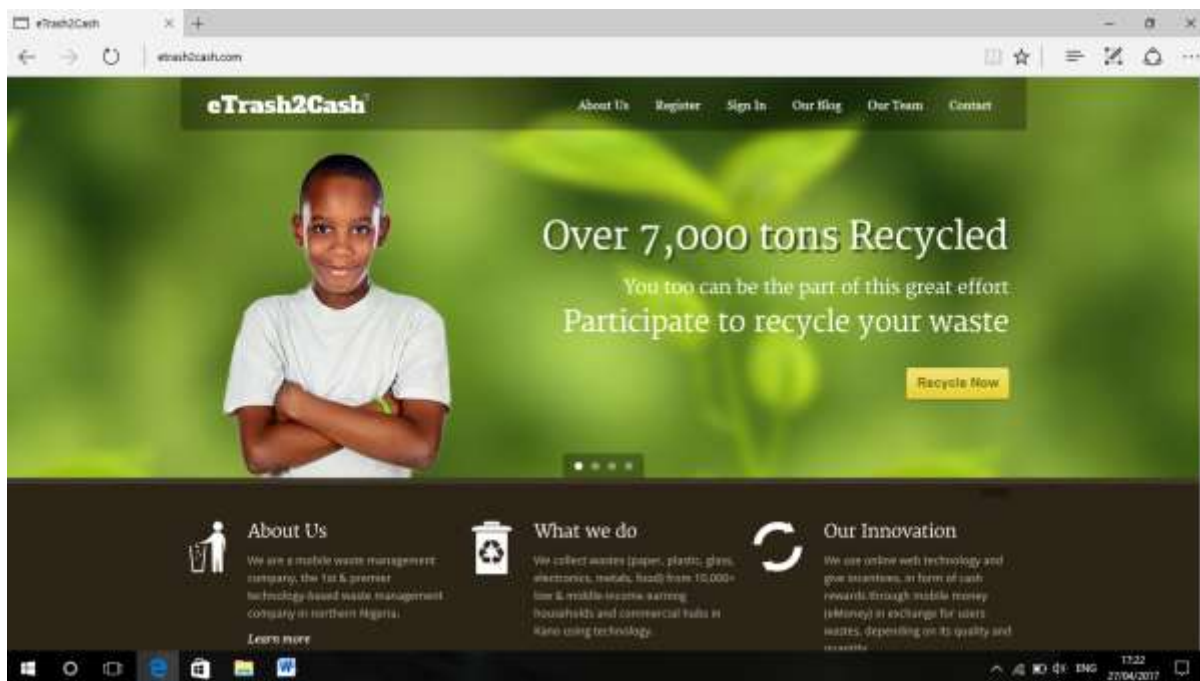 eTrash2Cash
etrash2cash.com
eTrash2Cash
About Us Register Sign In Our Blog Our Team Contact
Over 7,000 tons Recycled
You too can be the part of this great effort
Participate to recycle your waste
Recycle Now
About Us
We are a mobile waste management
company, the 1st & premier
technology-based waste management
company in northern Nigeria.
Learn more
What we do
We collect wastes (paper, plastic, glass,
electronics, metals, food) from 10,000+
low & middle-income earning
households and commercial hubs in
Kano using technology.
Our Innovation
We use online web technology and
give incentives, in form of cash
rewards through mobile money
(eMoney) in exchange for users
wastes, depending on its quality and
ENG 17:22
27/04/2017